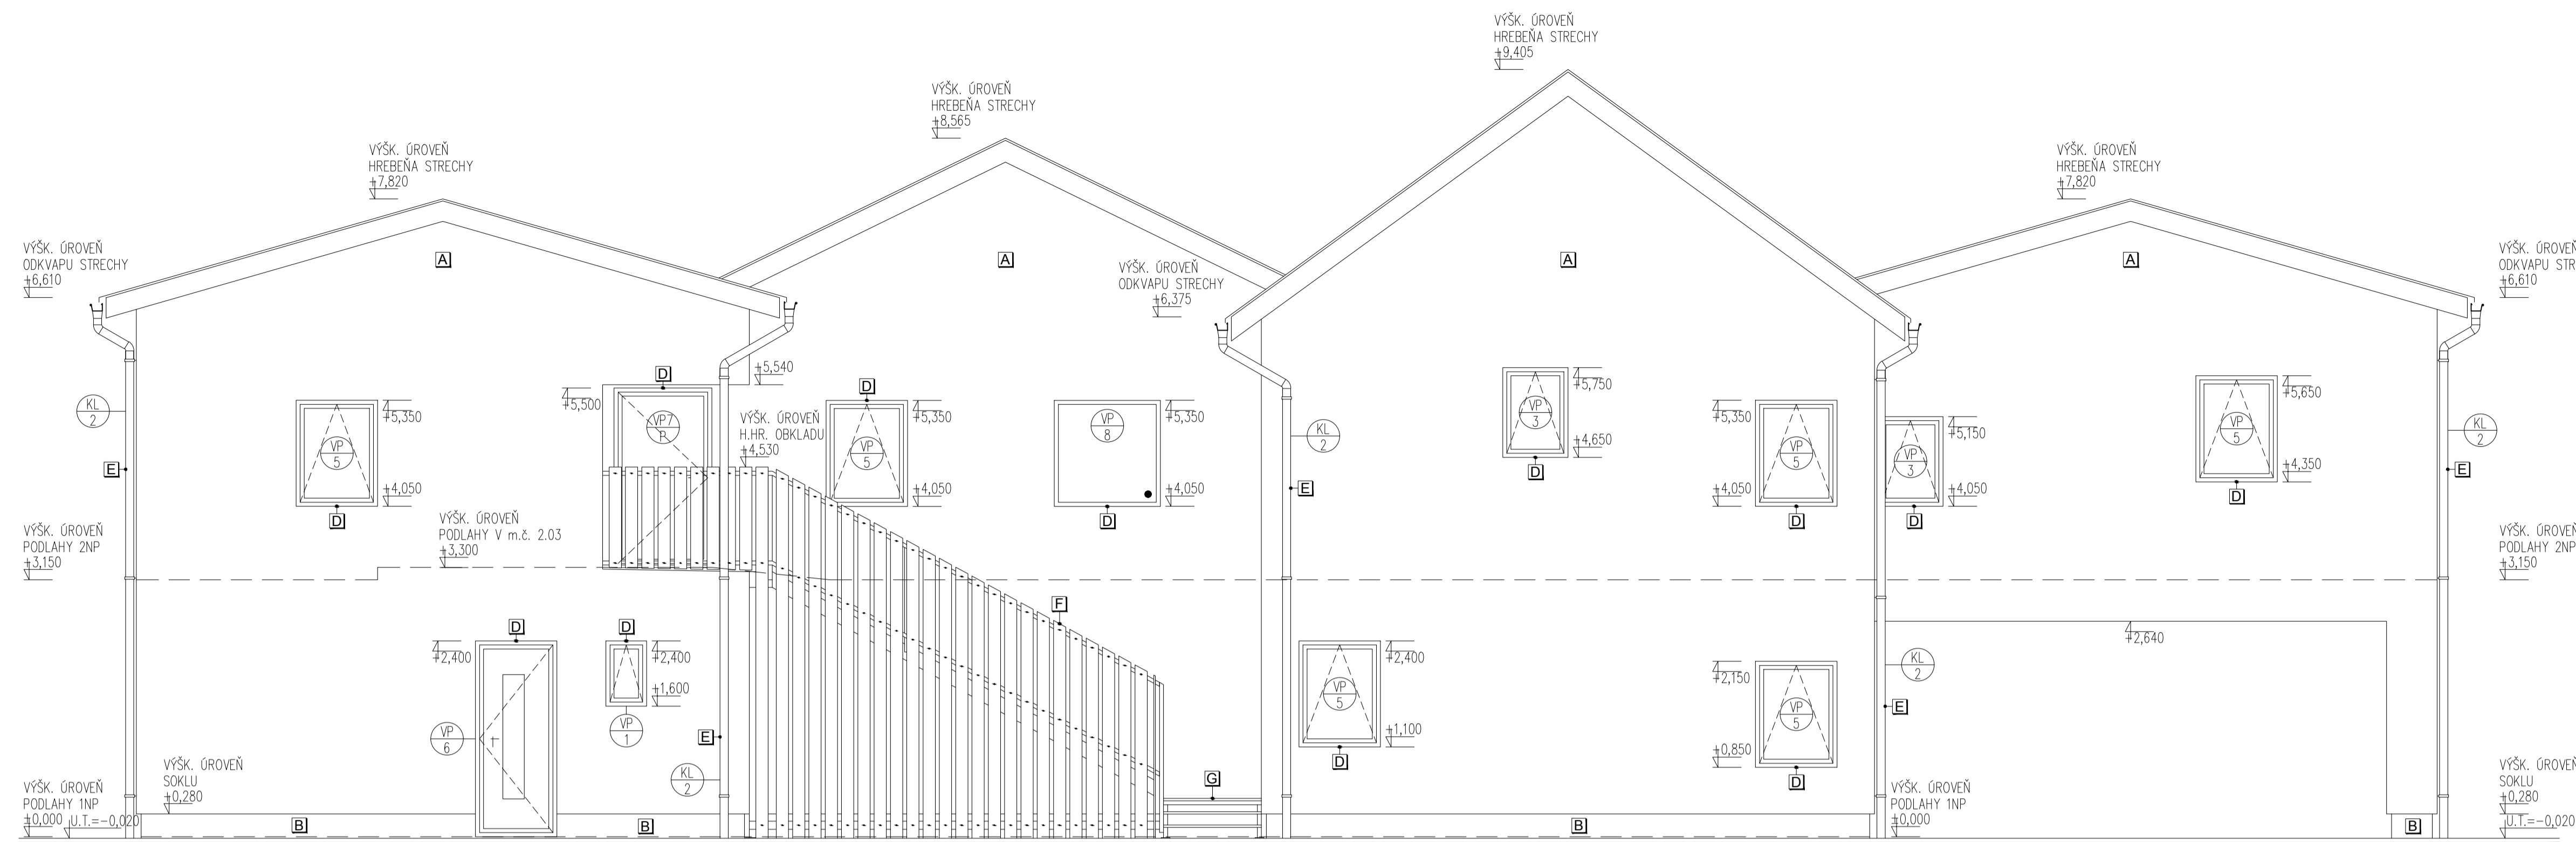 VÝŠK. ÚROVEŇ
HREBEŇA STRECHY
+9,405
VÝŠK. ÚROVEŇ
HREBEŇA STRECHY
+8,565
VÝŠK. ÚROVEŇ
HREBEŇA STRECHY
+7,820
VÝŠK. ÚROVEŇ
HREBEŇA STRECHY
+7,820
VÝŠK. ÚROVEŇ
ODKVAPU STRECHY
+6,610
A
A
VÝŠK. ÚROVEŇ
ODKVAPU STRECHY
+6,375
A
A
VÝŠK. ÚROVEŇ
ODKVAPU STR
+6,610
KL
2
E
VP
5
+5,350
+4,050
D
+5,500
D
VP7
P
+5,540
VÝŠK. ÚROVEŇ
H.HR. OBKLADU
+4,530
D
VP
5
+5,350
+4,050
VP
8
+5,350
+4,050
D
KL
2
E
VP
3
+5,750
+4,650
D
+5,350
+4,050
VP
5
D
VP
3
+5,150
+4,050
D
VP
5
+5,650
+4,350
D
KL
2
E
VÝŠK. ÚROVEŇ
PODLAHY 2NP
+3,150
VÝŠK. ÚROVEŇ
PODLAHY V m.č. 2.03
+3,300
VÝŠK. ÚROVEŇ
PODLAHY 2NP
+3,150
D
+2,400
VP
6
D
+2,400
+1,600
VP
1
E
KL
2
F
G
VP
5
+2,400
+1,100
D
+2,150
+0,850
VP
5
D
KL
2
E
+2,640
VÝŠK. ÚROVEŇ
SOKLU
+0,280
VÝŠK. ÚROVEŇ
PODLAHY 1NP
+0,000
U.T.=-0,020
B
B
B
VÝŠK. ÚROVEŇ
PODLAHY 1NP
+0,000
B
VÝŠK. ÚROVEŇ
SOKLU
+0,280
U.T.=-0,020